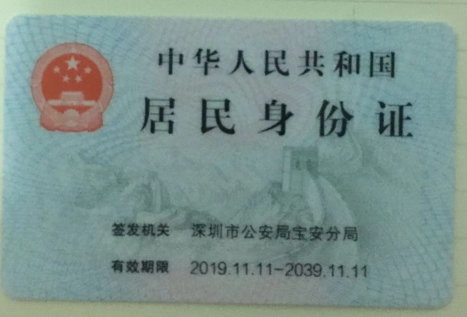 中华人民共和国
居民身份证
签发机关 深圳市公安局宝安分局
有效期限 2019.11.11-2039.11.11